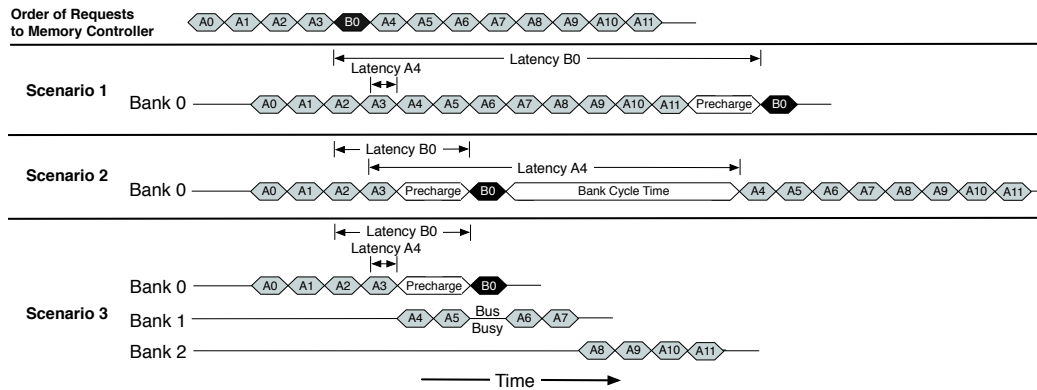 Order of Requests
to Memory Controller
A0 A1 A2 A3 B0 A4 A5 A6 A7 A8 A9 A10 A11
Latency B0
Latency A4
Scenario 1
Bank 0
A0 A1 A2 A3 A4 A5 A6 A7 A8 A9 A10 A11 Precharge B0
Latency B0
Latency A4
Scenario 2
Bank 0
A0 A1 A2 A3 Precharge B0 Bank Cycle Time A4 A5 A6 A7 A8 A9 A10 A11
Latency B0
Latency A4
Bank 0
A0 A1 A2 A3 Precharge B0
Scenario 3
Bank 1
A4 A5 Bus Busy A6 A7
Bank 2
A8 A9 A10 A11
Time